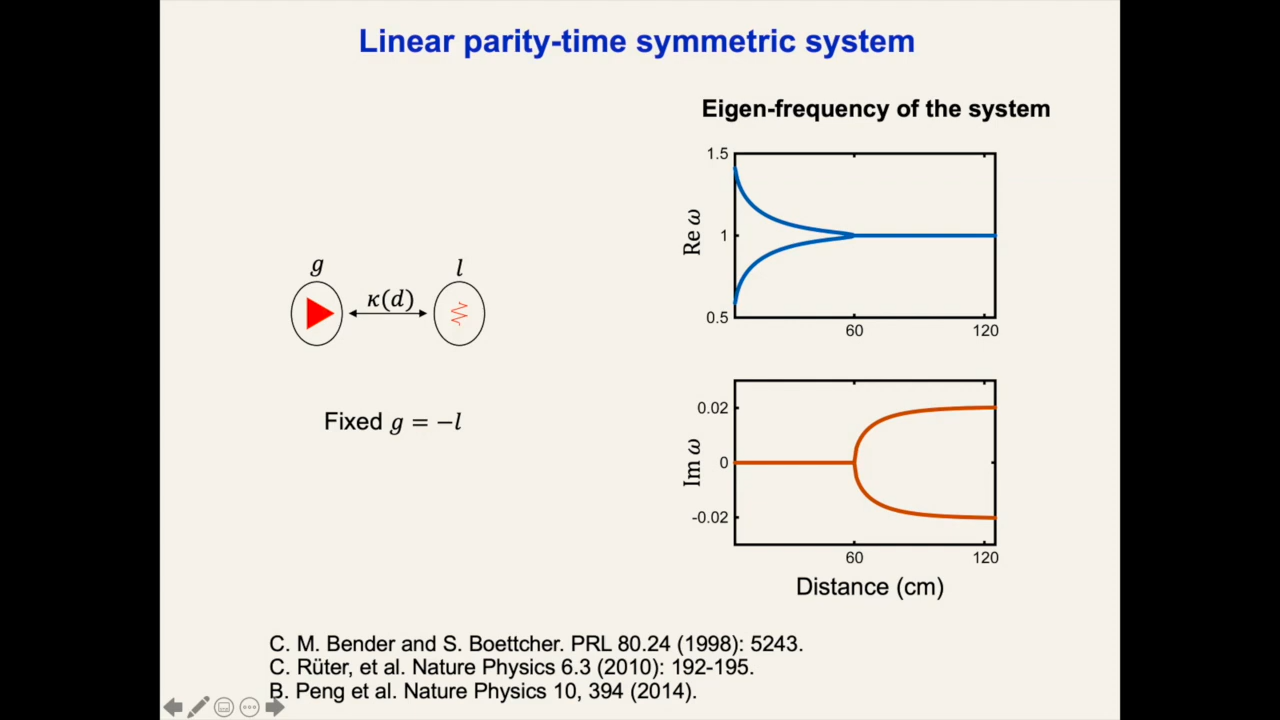 Linear parity-time symmetric system
Eigen-frequency of the system
g
l
κ(d)
Fixed g = −l
1.5
1
0.5
Re ω
60
120
0.02
0
-0.02
Im ω
60
120
Distance (cm)
C. M. Bender and S. Boettcher. PRL 80.24 (1998): 5243.
C. Rüter, et al. Nature Physics 6.3 (2010): 192-195.
B. Peng et al. Nature Physics 10, 394 (2014).